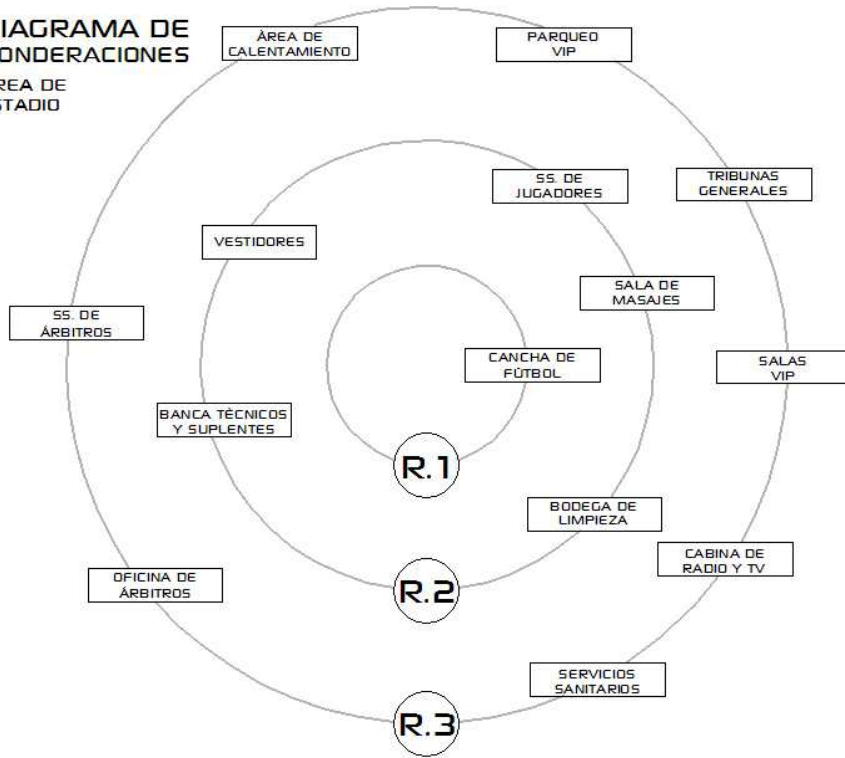 IAGRAMA DE
ONDERACIONES
REA DE
STADIO
ÀREA DE
CALENTAMIENTO
PARQUEO
VIP
SS. DE
JUGADORES
TRIBUNAS
GENERALES
VESTIDORES
SALA DE
MASAJES
SS. DE
ÁRBITROS
CANCHA DE
FÚTBOL
SALAS
VIP
BANCA TÈCNICOS
Y SUPLENTES
R.1
BODEGA DE
LIMPIEZA
CABINA DE
RADIO Y TV
OFICINA DE
ÁRBITROS
R.2
SERVICIOS
SANITARIOS
R.3